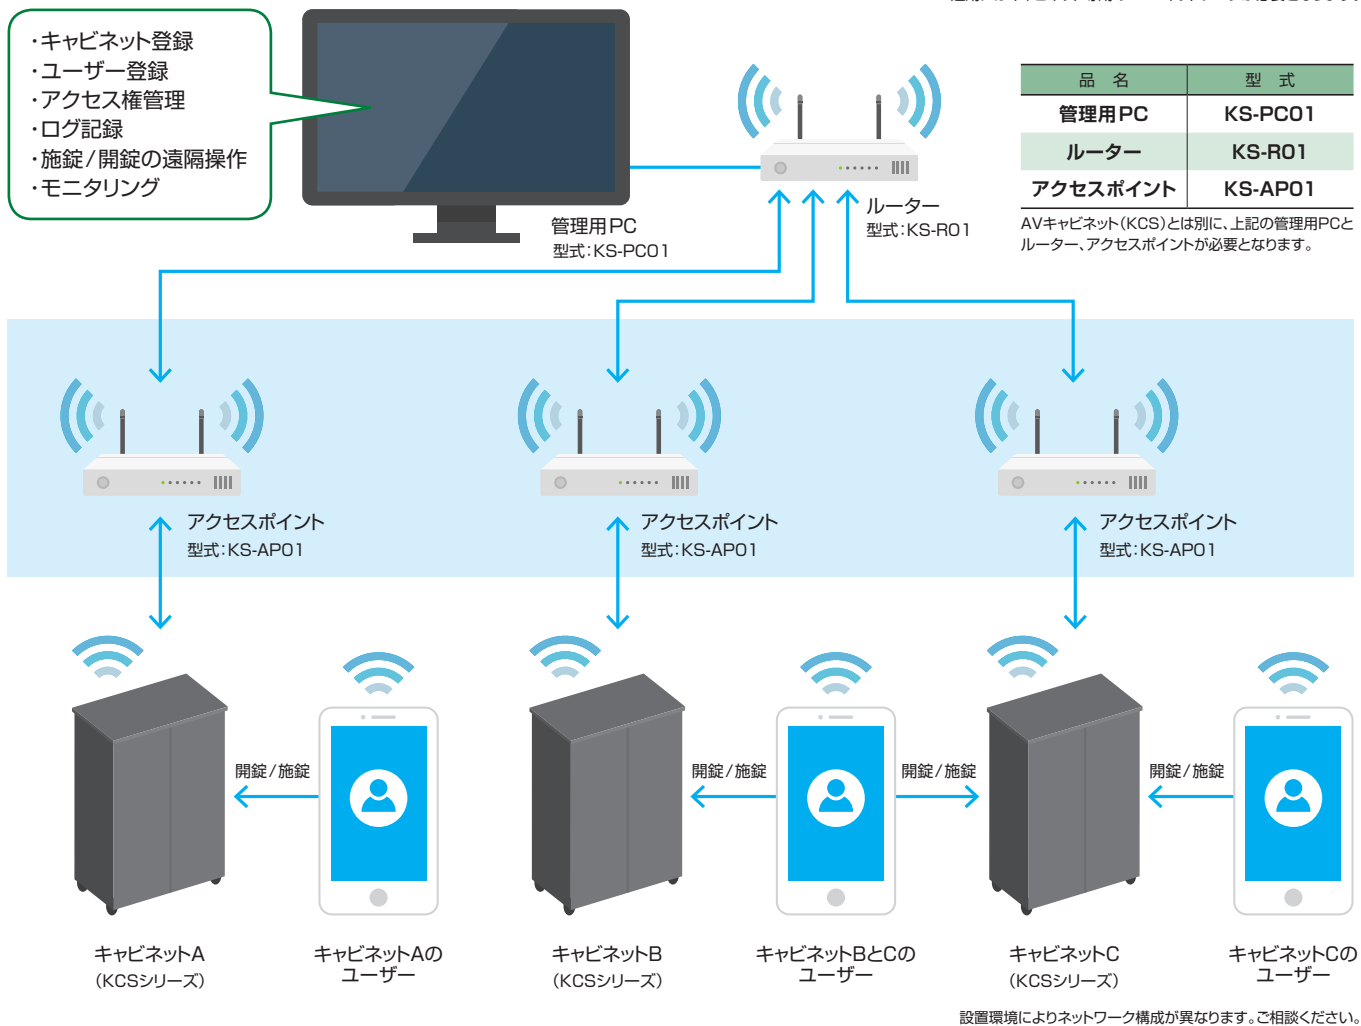 ・キャビネット登録
・ユーザー登録
・アクセス権管理
・ログ記録
・施錠/開錠の遠隔操作
・モニタリング
管理用PC
型式：KS-PC01
ルーター
型式：KS-R01
品 名 型 式
管理用PC KS-PC01
ルーター KS-R01
アクセスポイント KS-AP01
AVキャビネット（KCS）とは別に、上記の管理用PCと
ルーター、アクセスポイントが必要となります。
アクセスポイント
型式：KS-AP01
アクセスポイント
型式：KS-AP01
アクセスポイント
型式：KS-AP01
開錠/施錠
開錠/施錠
開錠/施錠
開錠/施錠
キャビネットA
（KCSシリーズ）
キャビネットAの
ユーザー
キャビネットB
（KCSシリーズ）
キャビネットBとCの
ユーザー
キャビネットC
（KCSシリーズ）
キャビネットCの
ユーザー
設置環境によりネットワーク構成が異なります。ご相談ください。